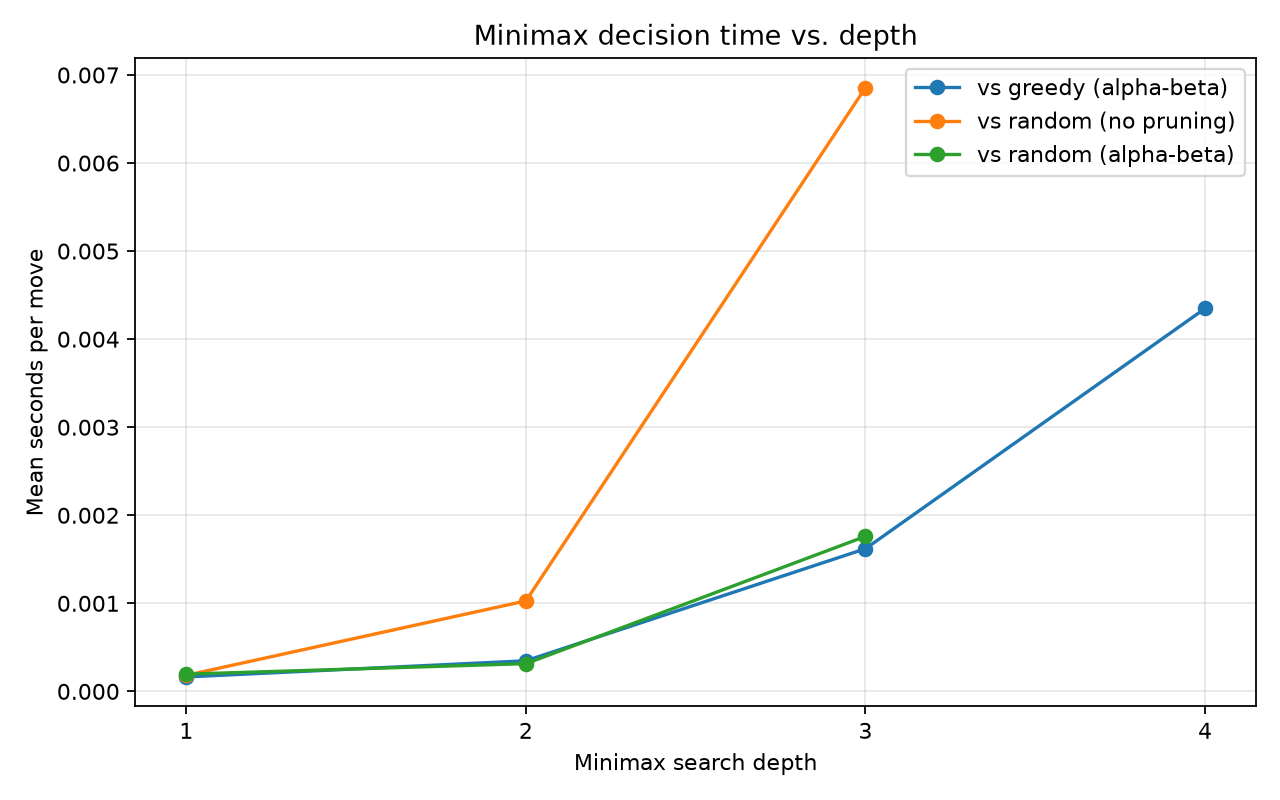 Minimax decision time vs. depth
vs greedy (alpha-beta)
vs random (no pruning)
vs random (alpha-beta)
Mean seconds per move
0.007
0.006
0.005
0.004
0.003
0.002
0.001
0.000
1 2 3 4
Minimax search depth